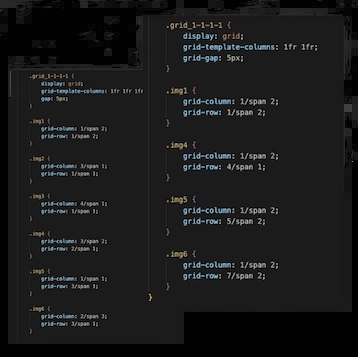 .grid_1-1-1-1 {
display: grid;
grid-template-columns: 1fr 1fr 1fr
gap: 5px;
}
.img1 {
grid-column: 1/span 2;
grid-row: 1/span 2;
}
.img2 {
grid-column: 3/span 1;
grid-row: 1/span 1;
}
.img3 {
grid-column: 4/span 1;
grid-row: 1/span 1;
}
.img4 {
grid-column: 3/span 2;
grid-row: 2/span 1;
}
.img5 {
grid-column: 1/span 1;
grid-row: 3/span 1;
}
.img6 {
grid-column: 2/span 3;
grid-row: 3/span 1;
}
.grid_1-1-1-1 {
display: grid;
grid-template-columns: 1fr 1fr;
grid-gap: 5px;
}
.img1 {
grid-column: 1/span 2;
grid-row: 1/span 2;
}
.img4 {
grid-column: 1/span 2;
grid-row: 4/span 1;
}
.img5 {
grid-column: 1/span 2;
grid-row: 5/span 2;
}
.img6 {
grid-column: 1/span 2;
grid-row: 7/span 2;
}
}